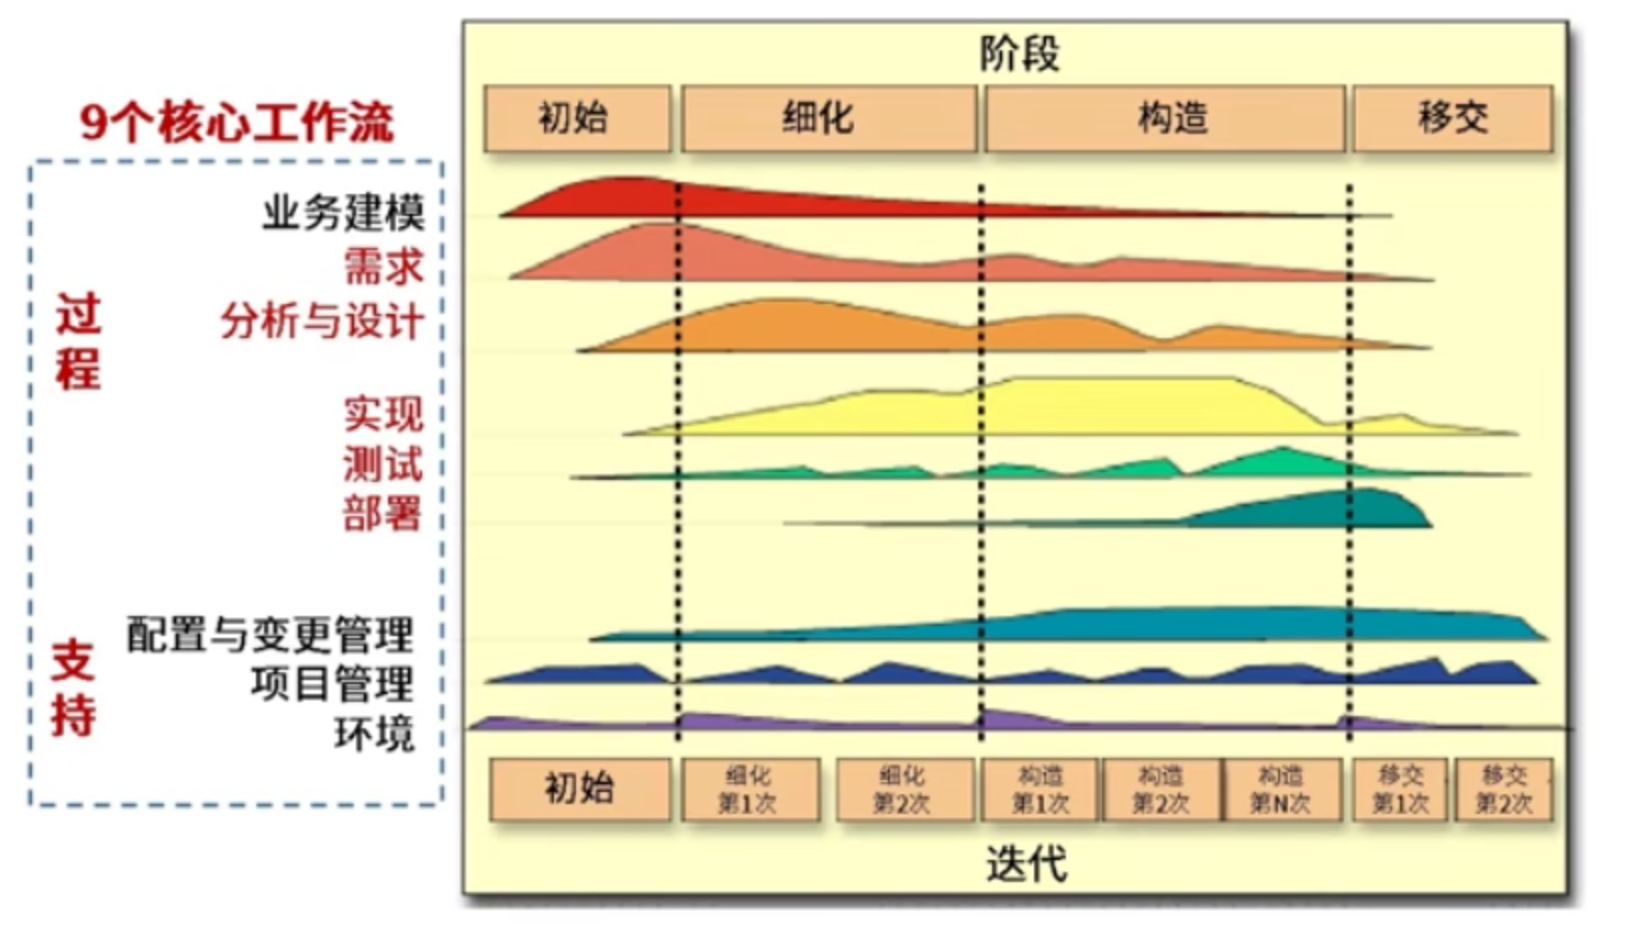 阶段
初始 细化 构造 移交
9个核心工作流
过程
业务建模
需求
分析与设计
实现
测试
部署
支持
配置与变更管理
项目管理
环境
初始
细化
第1次
细化
第2次
构造
第1次
构造
第2次
构造
第N次
移交
第1次
移交
第2次
迭代